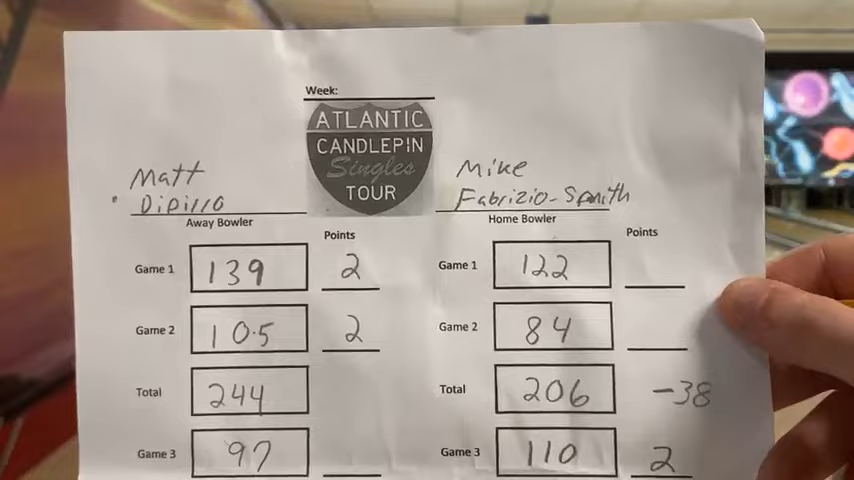 Week:
ATLANTIC
CANDLEPIN
Singles
TOUR
Matt
Dipillo
Away Bowler
Points
Mike
Fabrizio-Smith
Home Bowler
Points
Game 1 139 2
Game 1 122
Game 2 105 2
Game 2 84
Total 244
Total 206 -38
Game 3 97
Game 3 110 2